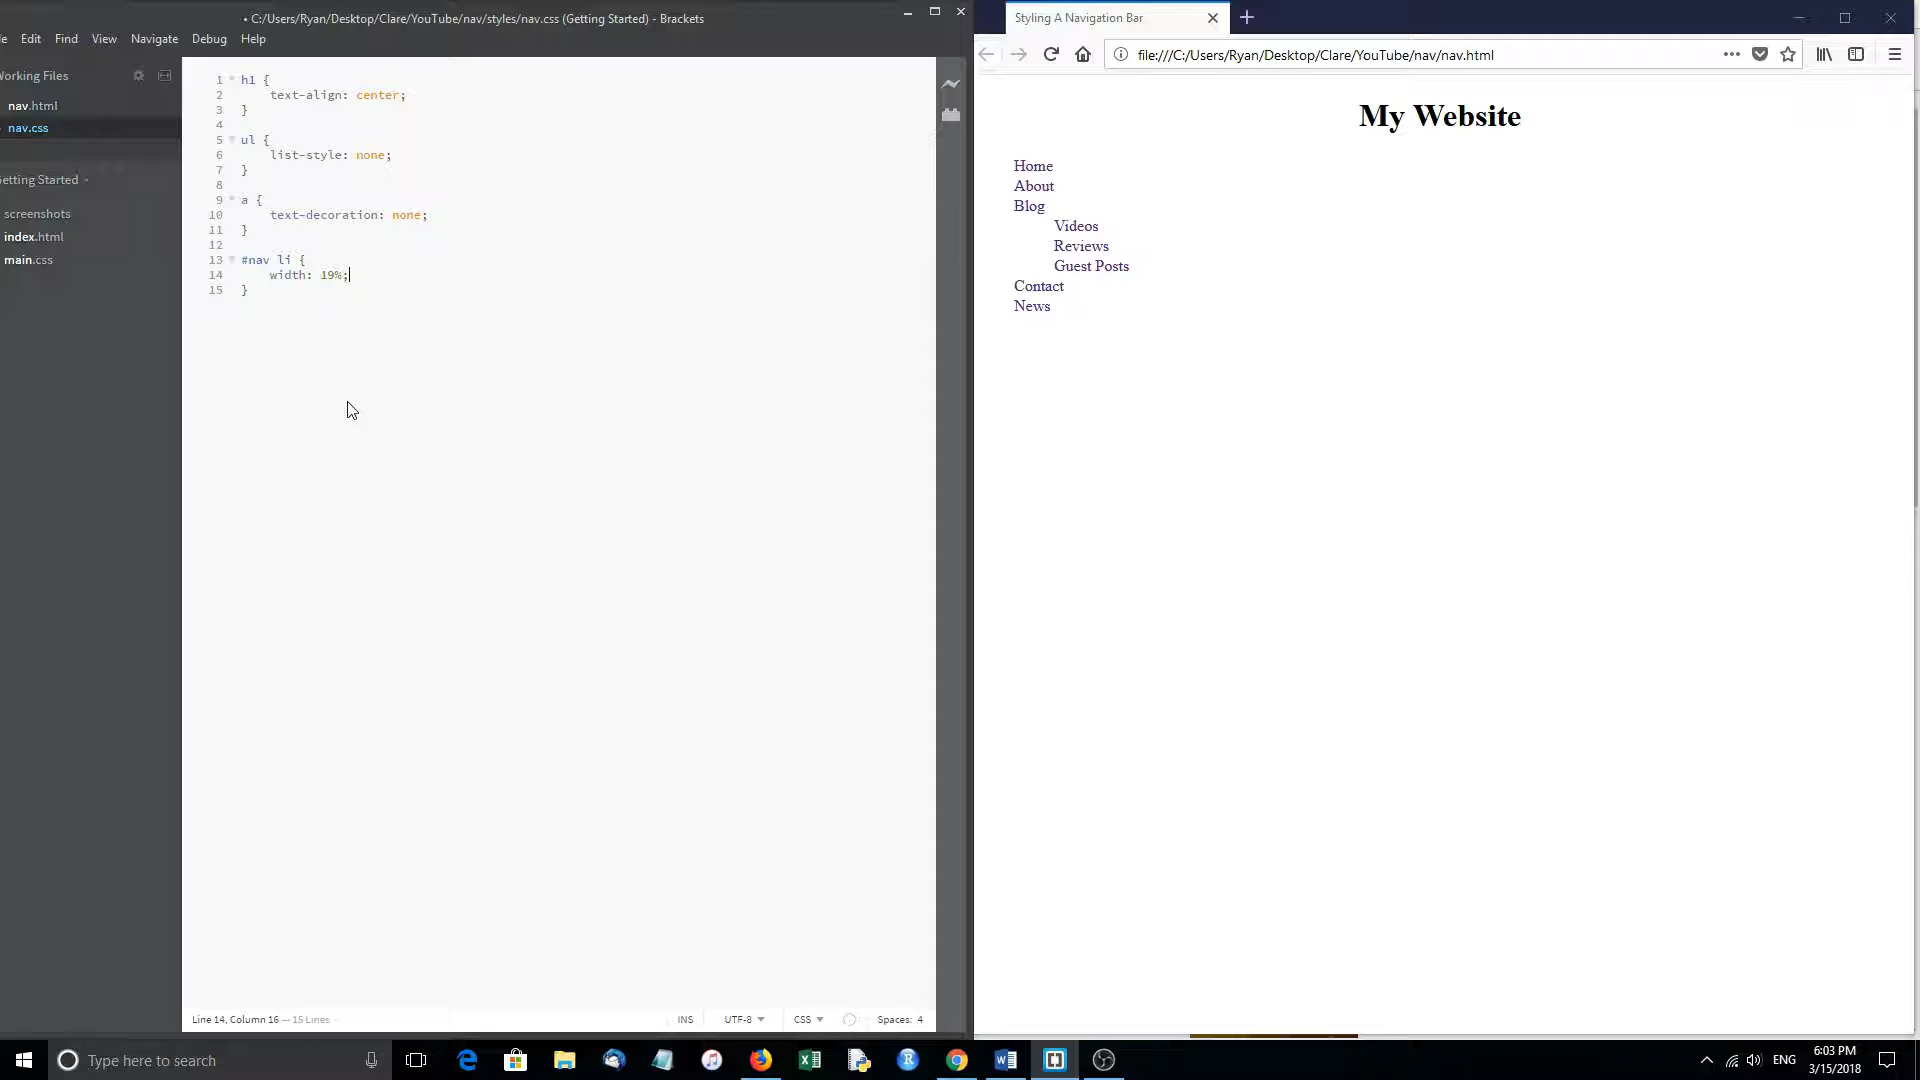 • C:/Users/Ryan/Desktop/Clare/YouTube/nav/styles/nav.css (Getting Started) - Brackets
Edit Find View Navigate Debug Help
Working Files
nav.html
nav.css
Getting Started
screenshots
index.html
main.css
1 h1 {
2 text-align: center;
3 }
4
5 ul {
6 list-style: none;
7 }
8
9 a {
10 text-decoration: none;
11 }
12
13 #nav li {
14 width: 19%;
15 }
Line 14, Column 16 — 15 Lines
INS UTF-8 CSS Spaces: 4
Styling A Navigation Bar
file:///C:/Users/Ryan/Desktop/Clare/YouTube/nav/nav.html
My Website
Home
About
Blog
Videos
Reviews
Guest Posts
Contact
News
Type here to search
ENG
6:03 PM
3/15/2018